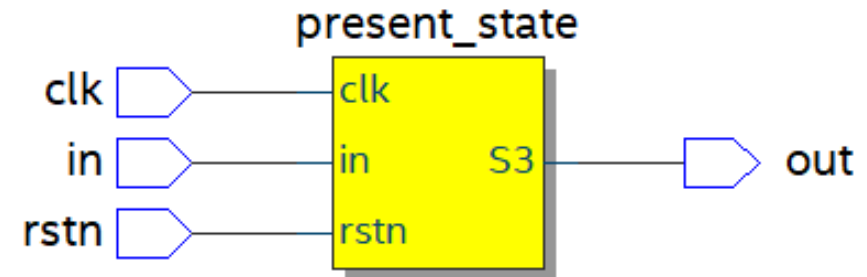 present_state
clk clk
in in S3 out
rstn rstn